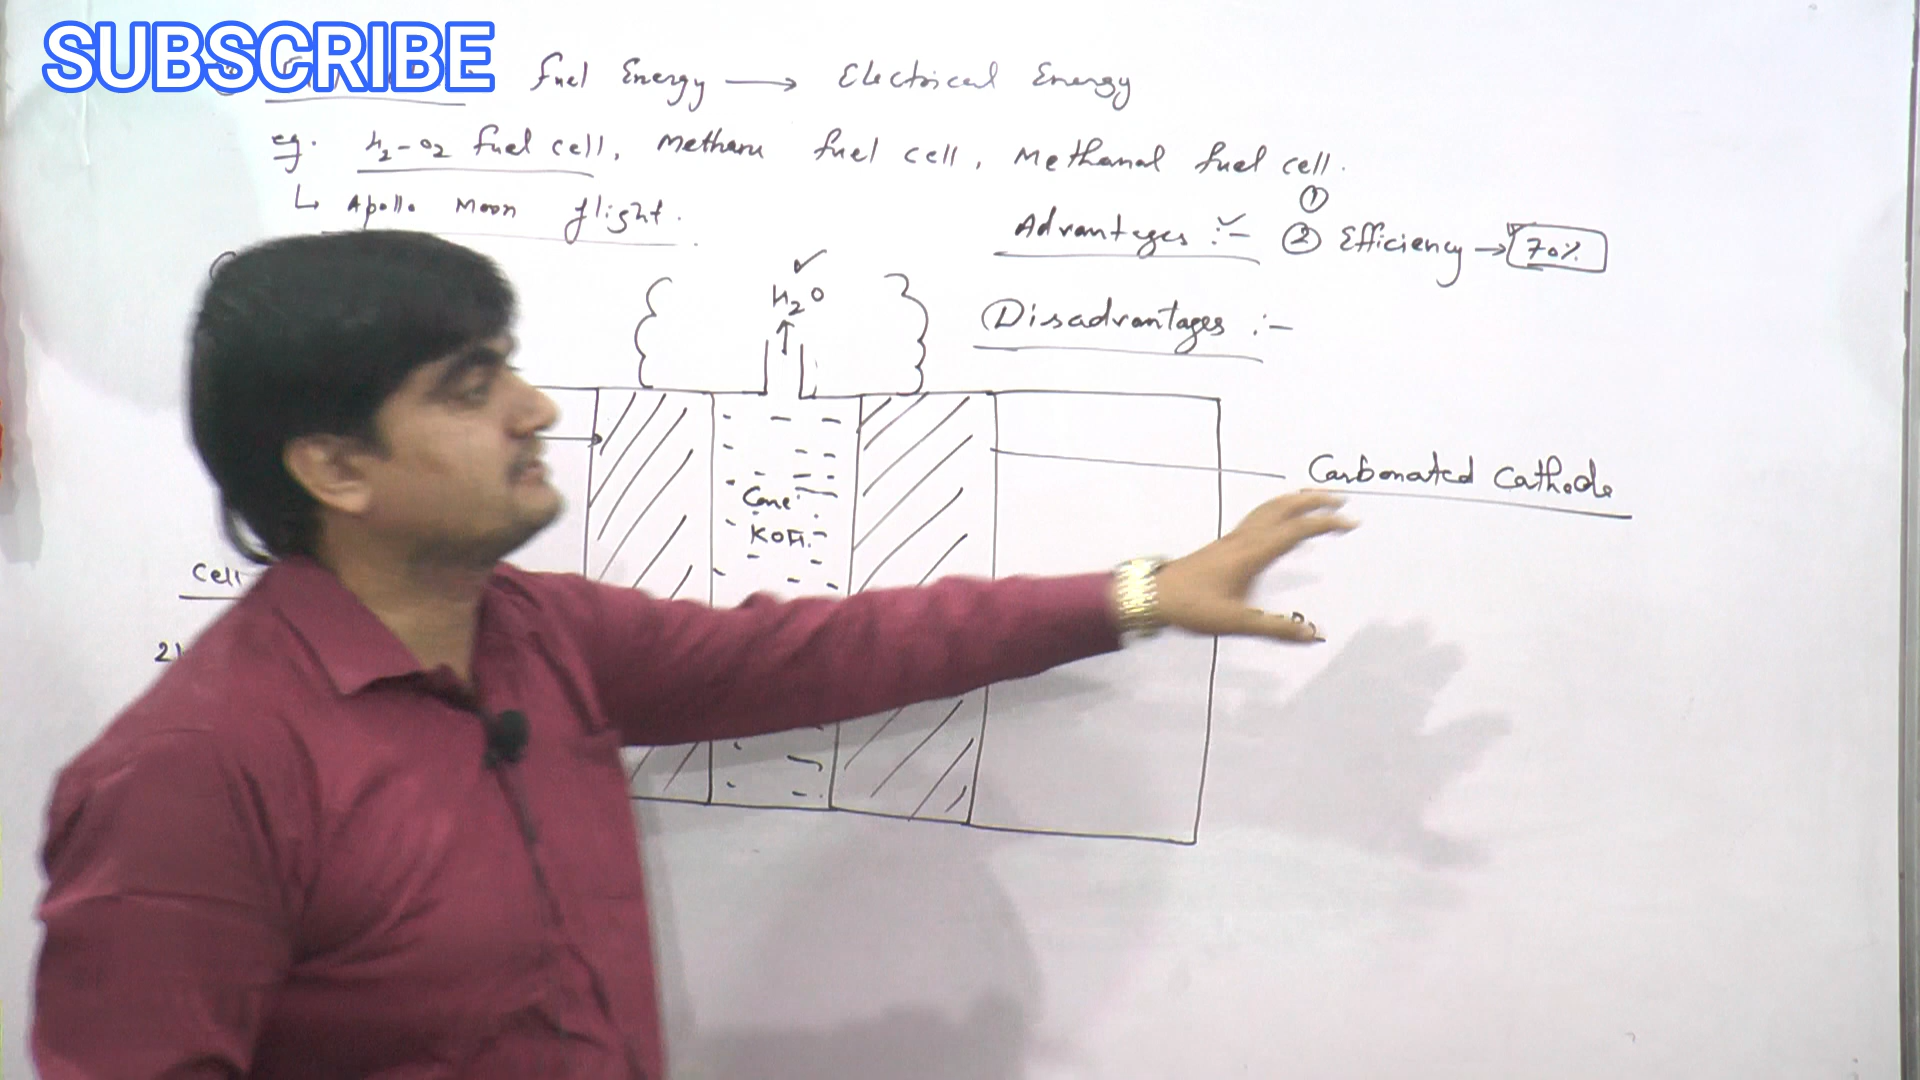 SUBSCRIBE
Fuel Energy → Electrical Energy
eg. H2-O2 fuel cell, Methane fuel cell, Methanol fuel cell.
↳ Apollo Moon flight.
Advantages :- ①
② Efficiency → 70%
Disadvantages :-
H2O
Conc.
KOH
Carbonated Cathode
Cell
O2